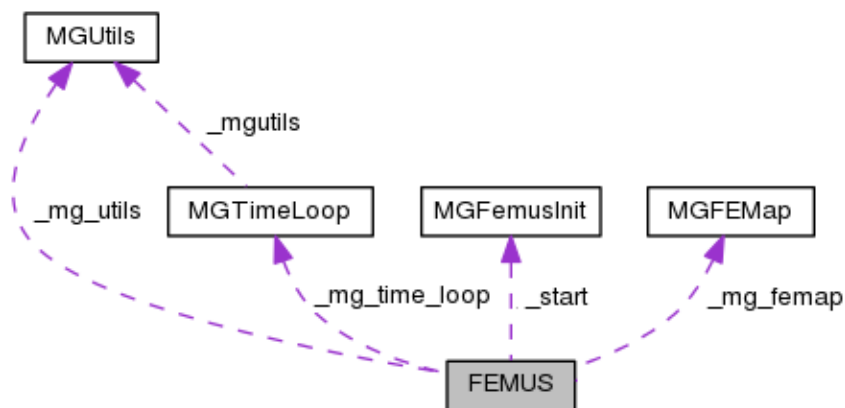 MGUtils
_mgutils
_mg_utils
MGTimeLoop
MGFemusInit
MGFEMap
_mg_time_loop
_start
_mg_femap
FEMUS